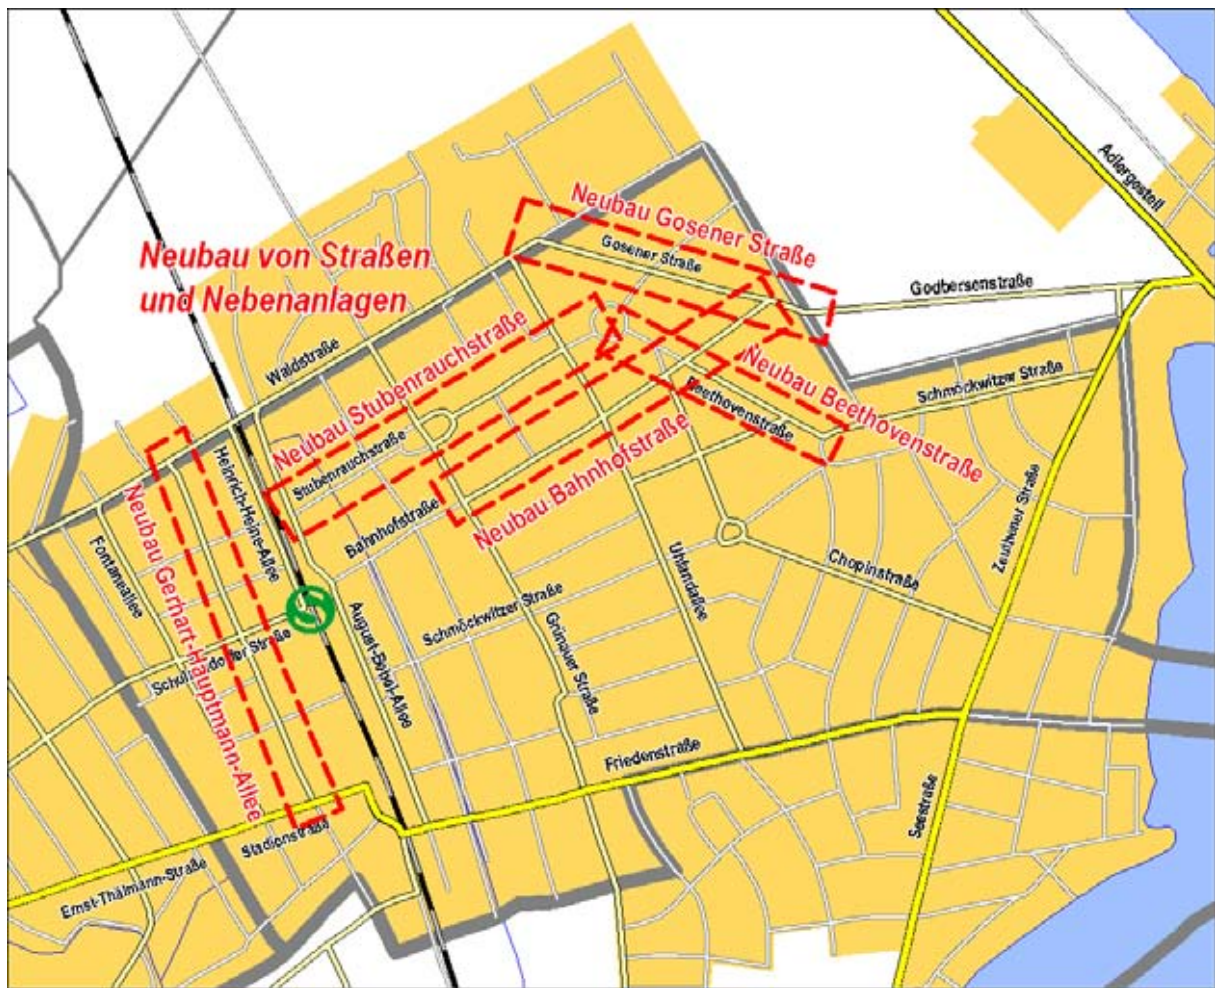 Neubau von Straßen
und Nebenanlagen
Neubau Gosener Straße
Gosener Straße
Adlergestell
Godbersenstraße
Waldstraße
Neubau Stubenrauchstraße
Stubenrauchstraße
Neubau Beethovenstraße
Beethovenstraße
Schmöckwitzer Straße
Neubau Bahnhofstraße
Bahnhofstraße
Heinrich-Heine-Allee
Neubau Gerhart-Hauptmann-Allee
Fontaneallee
Zeuthener Straße
Uhlandallee
Chopinstraße
S
Schmöckwitzer Straße
Grünauer Straße
August-Bebel-Allee
Straße
Friedenstraße
Seestraße
Stadionstraße
Ernst-Thälmann-Straße